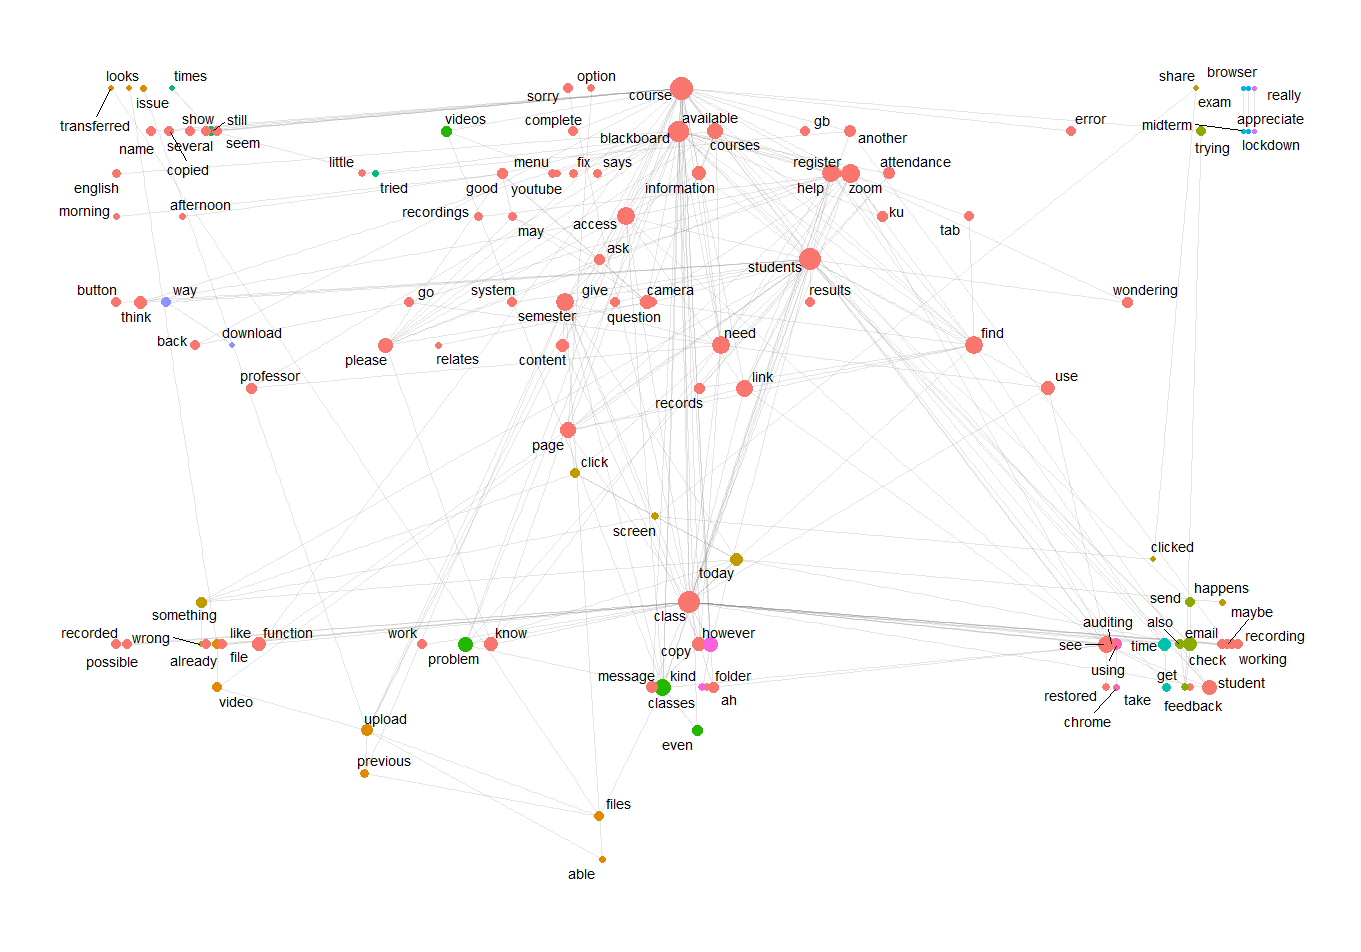 looks
times
option
share
browser
issue
sorry
course
exam
really
transferred
show
still
videos
complete
available
gb
error
midterm
appreciate
name
several
seem
blackboard
courses
another
trying
lockdown
copied
little
menu
fix
says
register
attendance
english
tried
good
youtube
information
help
zoom
morning
afternoon
recordings
may
access
ku
tab
ask
students
button
way
go
system
give
camera
results
wondering
think
semester
question
back
download
please
relates
content
need
find
professor
records
link
use
page
click
screen
today
clicked
something
class
send
happens
maybe
recorded
wrong
like
function
work
know
however
auditing
also
email
recording
possible
already
file
problem
copy
see
time
check
working
using
video
message
kind
folder
get
student
classes
ah
restored
take
feedback
upload
even
chrome
previous
files
able